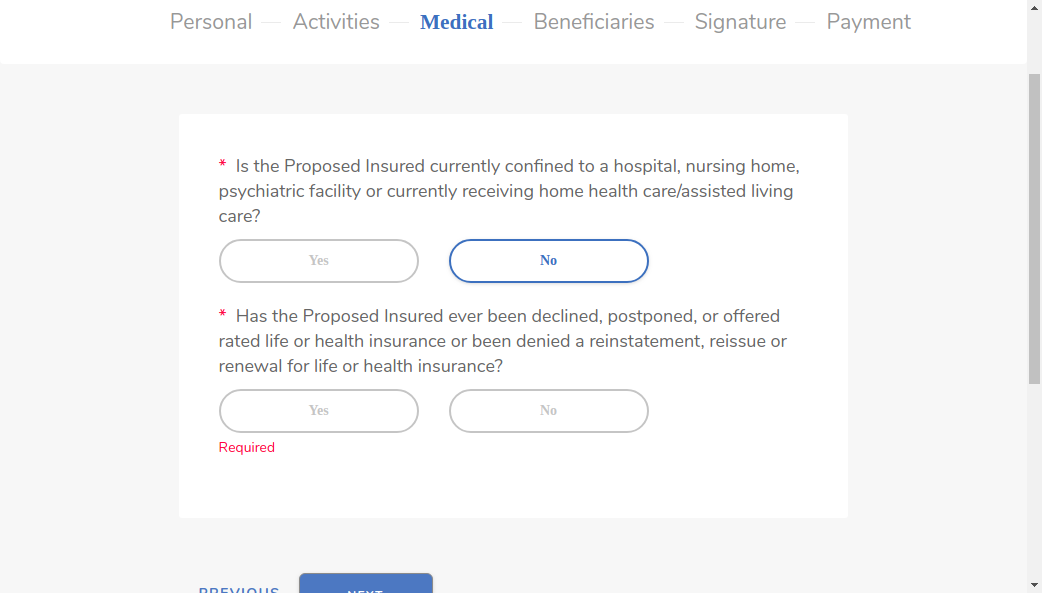 Personal Activities Medical Beneficiaries Signature Payment
* Is the Proposed Insured currently confined to a hospital, nursing home,
psychiatric facility or currently receiving home health care/assisted living
care?
Yes No
* Has the Proposed Insured ever been declined, postponed, or offered
rated life or health insurance or been denied a reinstatement, reissue or
renewal for life or health insurance?
Yes No
Required
PREVIOUS NEXT